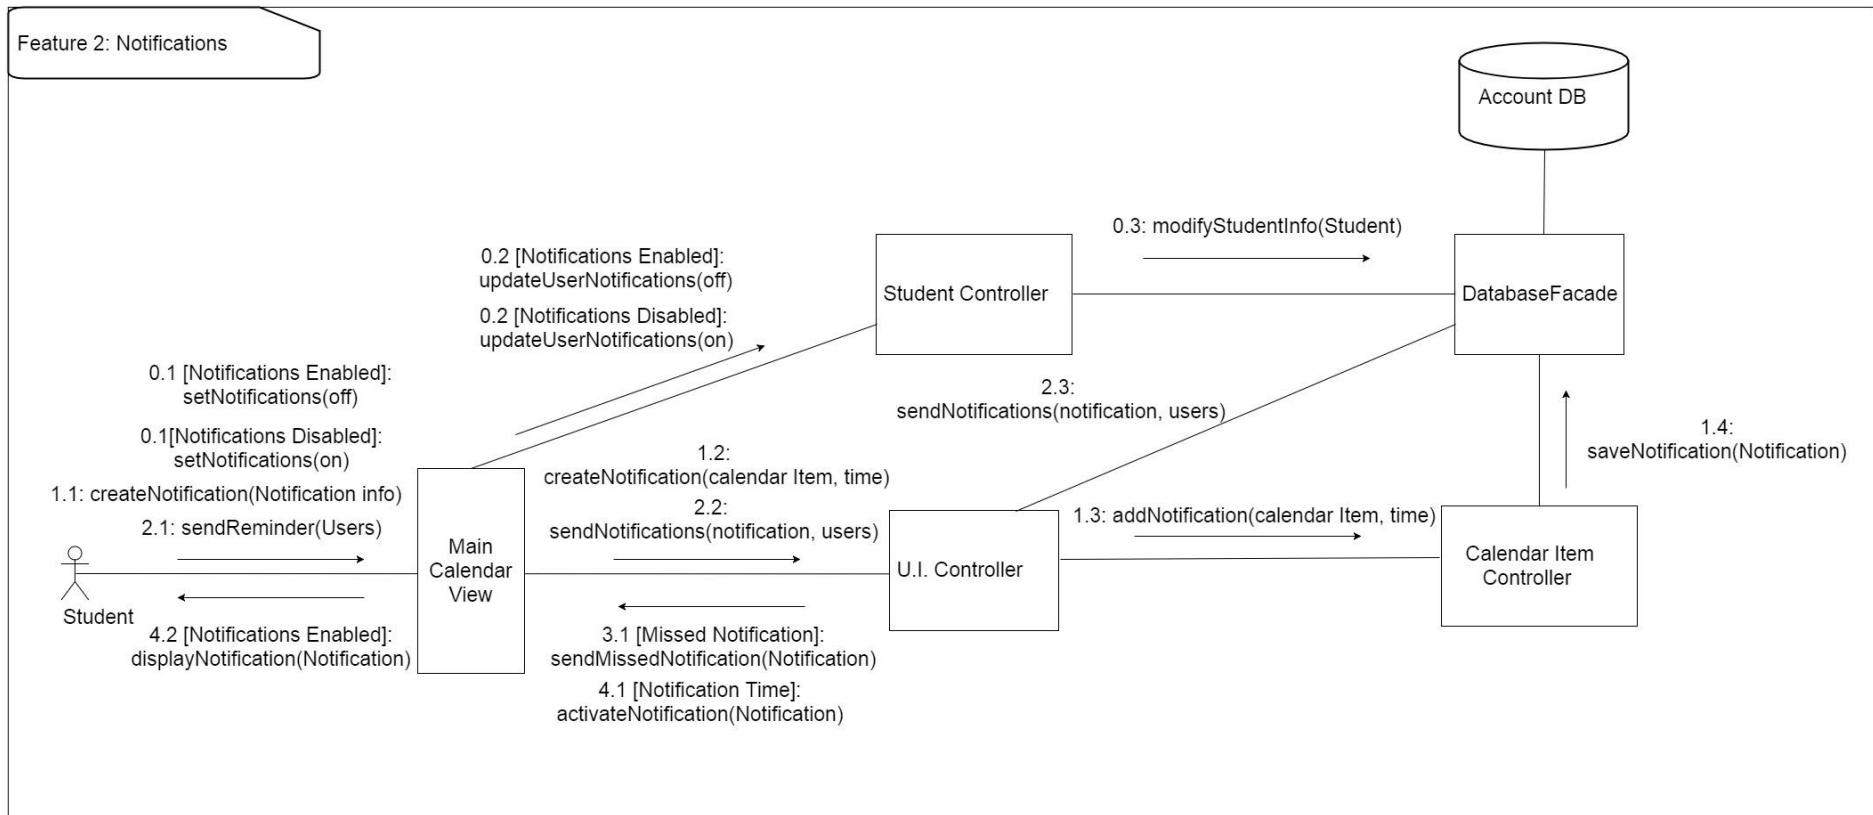 Feature 2: Notifications
Account DB
0.3: modifyStudentInfo(Student)
0.2 [Notifications Enabled]:
updateUserNotifications(off)
Student Controller
DatabaseFacade
0.2 [Notifications Disabled]:
updateUserNotifications(on)
0.1 [Notifications Enabled]:
setNotifications(off)
2.3:
sendNotifications(notification, users)
0.1[Notifications Disabled]:
setNotifications(on)
1.4:
saveNotification(Notification)
1.2:
createNotification(calendar Item, time)
1.1: createNotification(Notification info)
2.2:
sendNotifications(notification, users)
1.3: addNotification(calendar Item, time)
2.1: sendReminder(Users)
Main
Calendar
View
U.I. Controller
Calendar Item
Controller
Student
4.2 [Notifications Enabled]:
displayNotification(Notification)
3.1 [Missed Notification]:
sendMissedNotification(Notification)
4.1 [Notification Time]:
activateNotification(Notification)